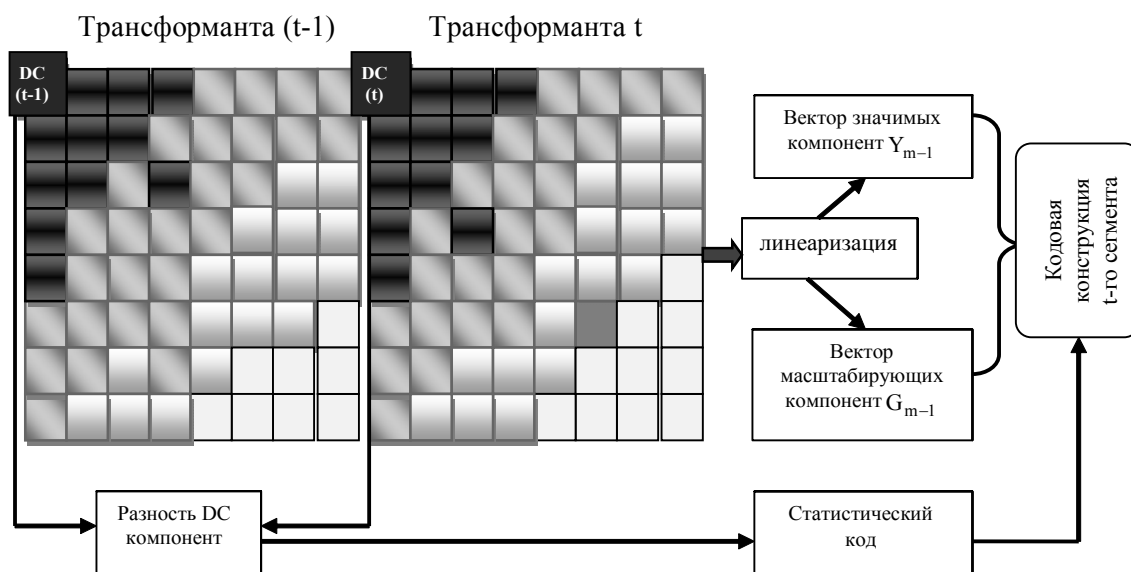 Трансформанта (t-1)
Трансформанта t
DC
(t-1)
DC
(t)
Вектор значимых
компонент Y_{m-1}
линеаризация
Вектор
масштабирующих
компонент G_{m-1}
Кодовая
конструкция
t-го сегмента
Разность DC
компонент
Статистический
код